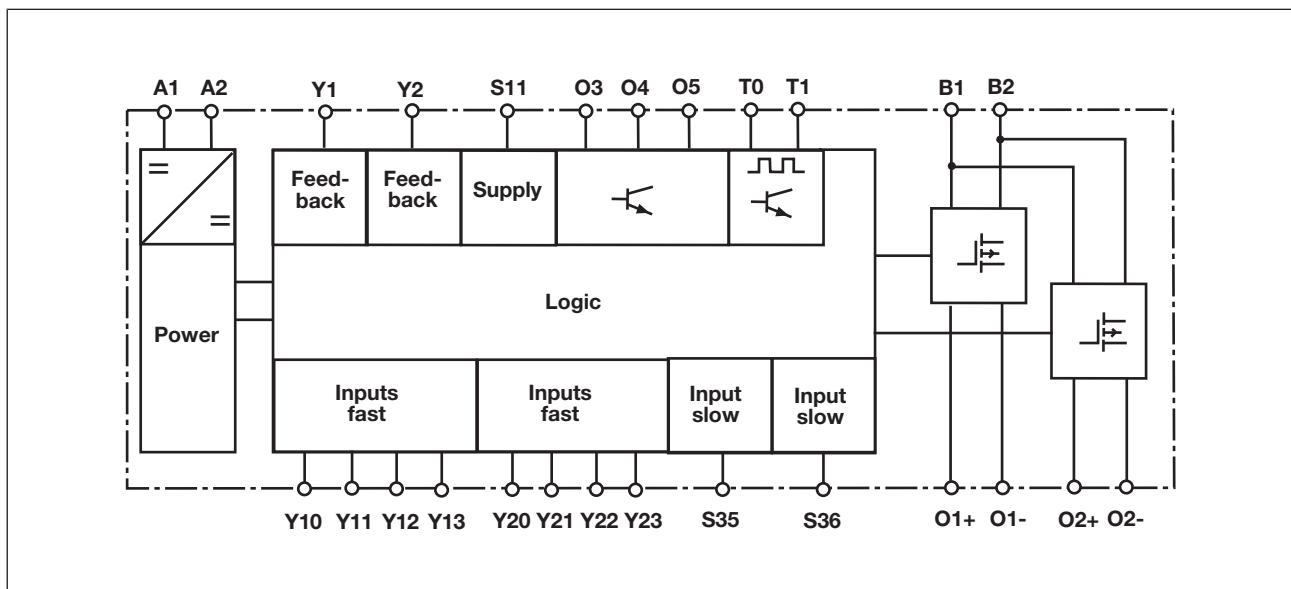 A1 A2 Y1 Y2 S11 O3 O4 O5 T0 T1 B1 B2
Feed-
back
Feed-
back
Supply
Logic
Power
Inputs
fast
Inputs
fast
Input
slow
Input
slow
Y10 Y11 Y12 Y13 Y20 Y21 Y22 Y23 S35 S36 O1+ O1- O2+ O2-